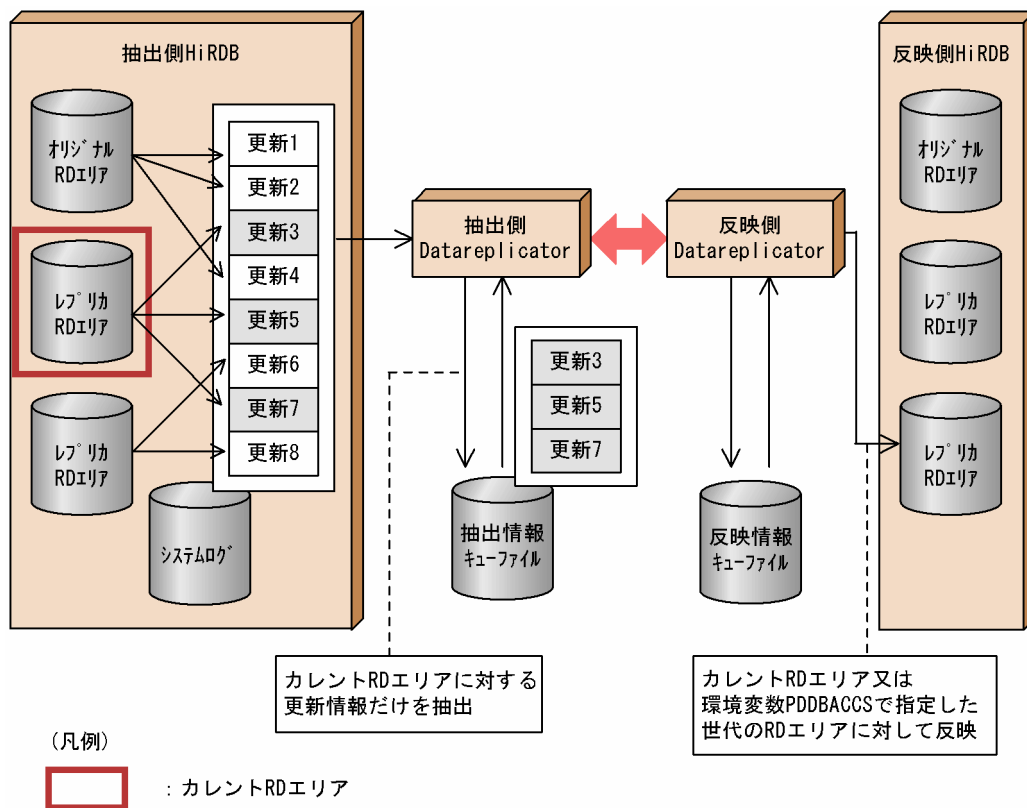 抽出側HiRDB
オリジナル
RDエリア
レプリカ
RDエリア
レプリカ
RDエリア
システムログ
更新1
更新2
更新3
更新4
更新5
更新6
更新7
更新8
抽出側
Datareplicator
更新3
更新5
更新7
抽出情報
キューファイル
反映側
Datareplicator
反映情報
キューファイル
反映側HiRDB
オリジナル
RDエリア
レプリカ
RDエリア
レプリカ
RDエリア
カレントRDエリアに対する
更新情報だけを抽出
カレントRDエリア又は
環境変数PDDBACCSで指定した
世代のRDエリアに対して反映
(凡例)
：カレントRDエリア